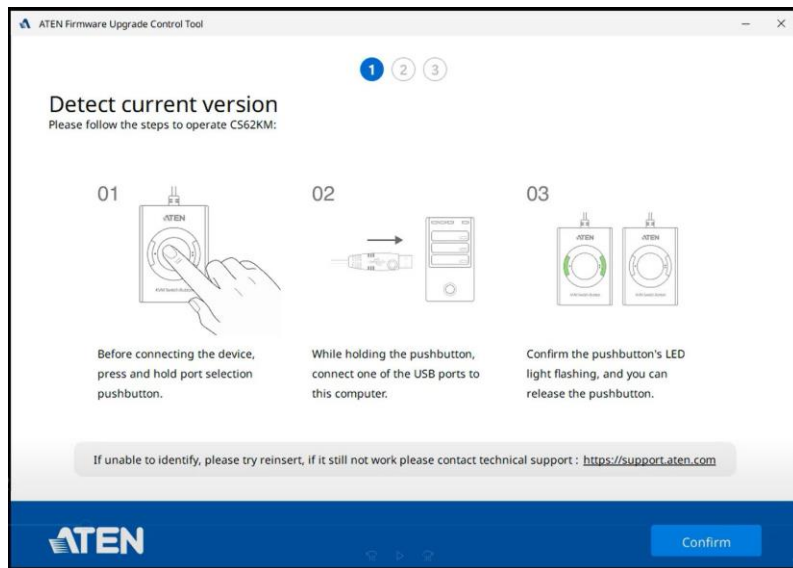 ATEN Firmware Upgrade Control Tool
1 2 3
Detect current version
Please follow the steps to operate CS62KM:
01 02 03
ATEN
ATEN ATEN
Before connecting the device,
press and hold port selection
pushbutton.
While holding the pushbutton,
connect one of the USB ports to
this computer.
Confirm the pushbutton's LED
light flashing, and you can
release the pushbutton.
If unable to identify, please try reinsert, if it still not work please contact technical support : https://support.aten.com
ATEN
Confirm